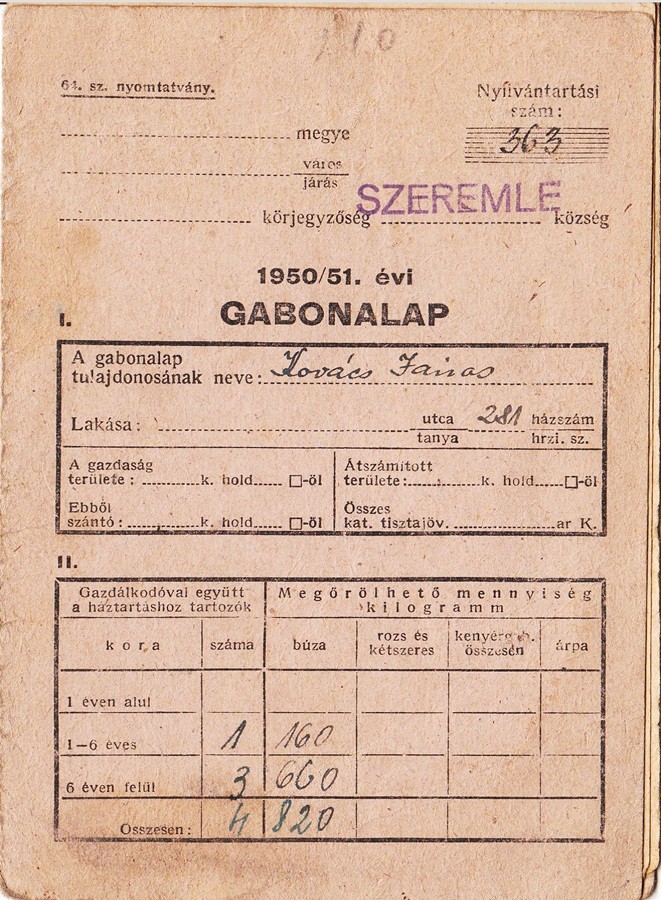 64. sz. nyomtatvány.
Nyilvántartási
szám:
363
megye
város
járás
SZEREMLE
körjegyzőség
község
1950/51. évi
GABONALAP
I.
A gabonalap
tulajdonosának neve: Kovács János
Lakása: utca 281 házszám
tanya hrzi. sz.
A gazdaság
területe: k. hold □-öl
Ebből
szántó: k. hold □-öl
Átszámított
területe: k. hold □-öl
Összes
kat. tisztajöv. ar K.
II.
Gazdálkodóval együtt
a háztartáshoz tartozók
Megőrölhető mennyiség
kilogramm
kora száma búza
rozs és
kétszeres
kenyérgab.
összesen
árpa
1 éven alul
1—6 éves 1 160
6 éven felül 3 660
Összesen: 4 820